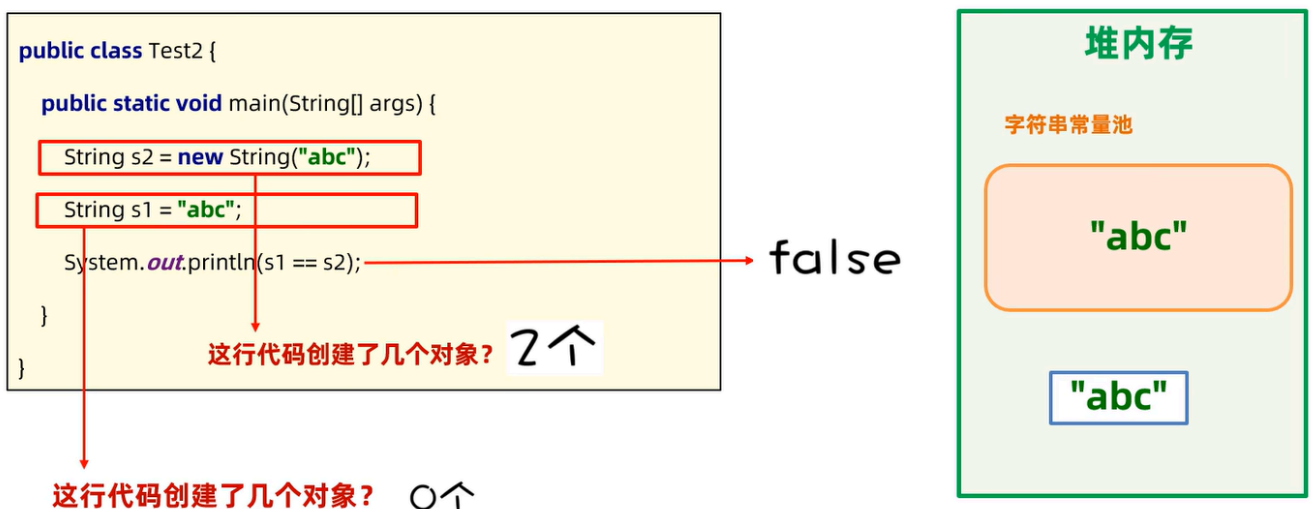 public class Test2 {
public static void main(String[] args) {
String s2 = new String("abc");
String s1 = "abc";
System.out.println(s1 == s2);
}
}
这行代码创建了几个对象? 2个
这行代码创建了几个对象? 0个
false
堆内存
字符串常量池
"abc"
"abc"